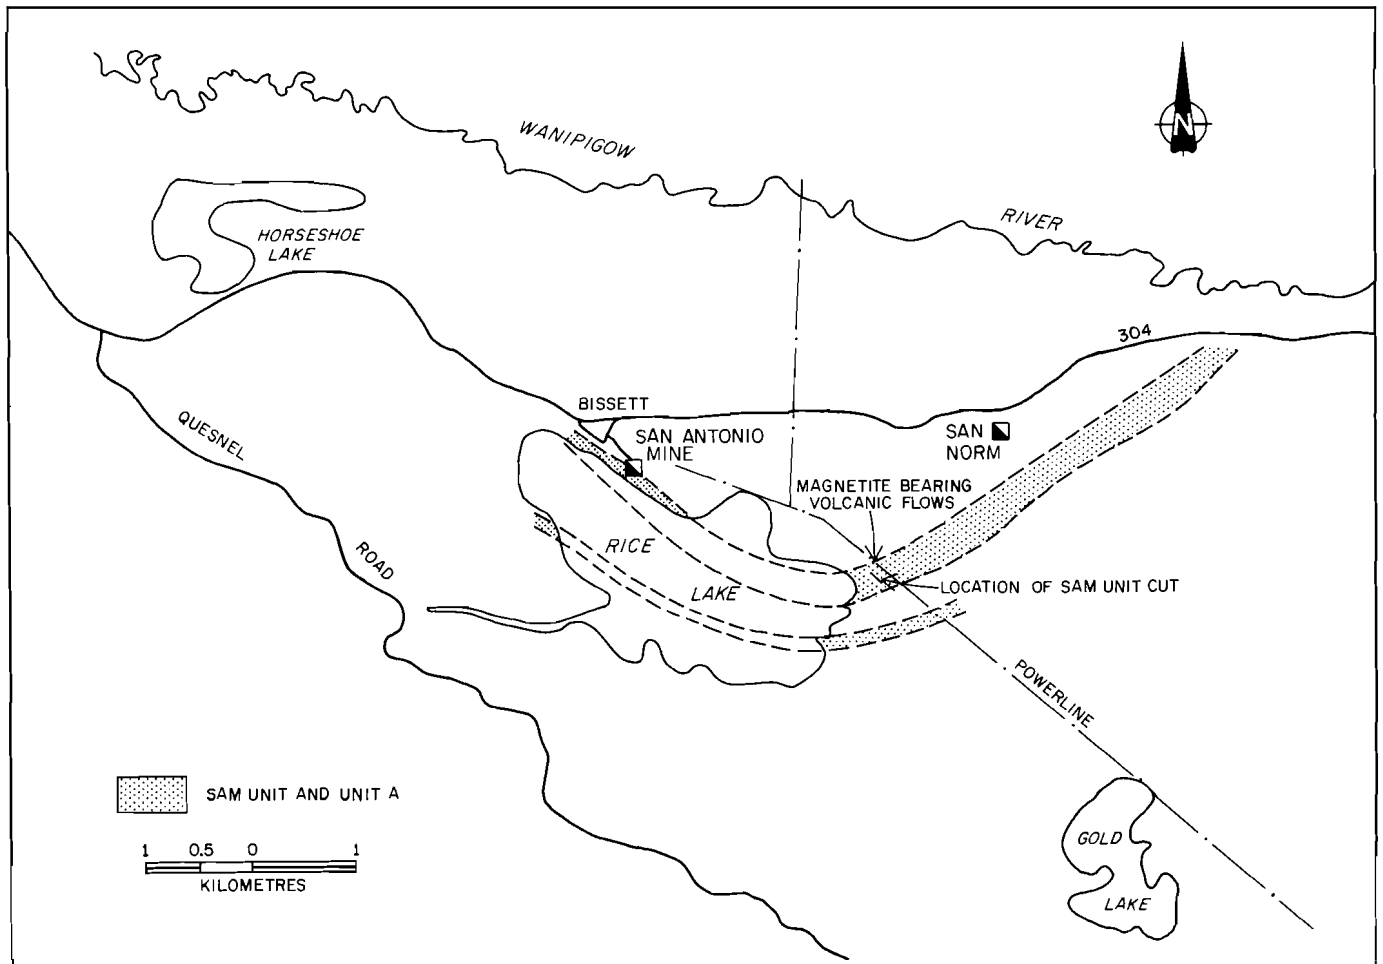 WANIPIGOW
N
RIVER
HORSESHOE
LAKE
304
BISSETT
QUESNEL
SAN ANTONIO
MINE
SAN
NORM
MAGNETITE BEARING
VOLCANIC FLOWS
RICE
ROAD
LAKE
LOCATION OF SAM UNIT CUT
POWERLINE
SAM UNIT AND UNIT A
GOLD
1 0.5 0 1
KILOMETRES
LAKE